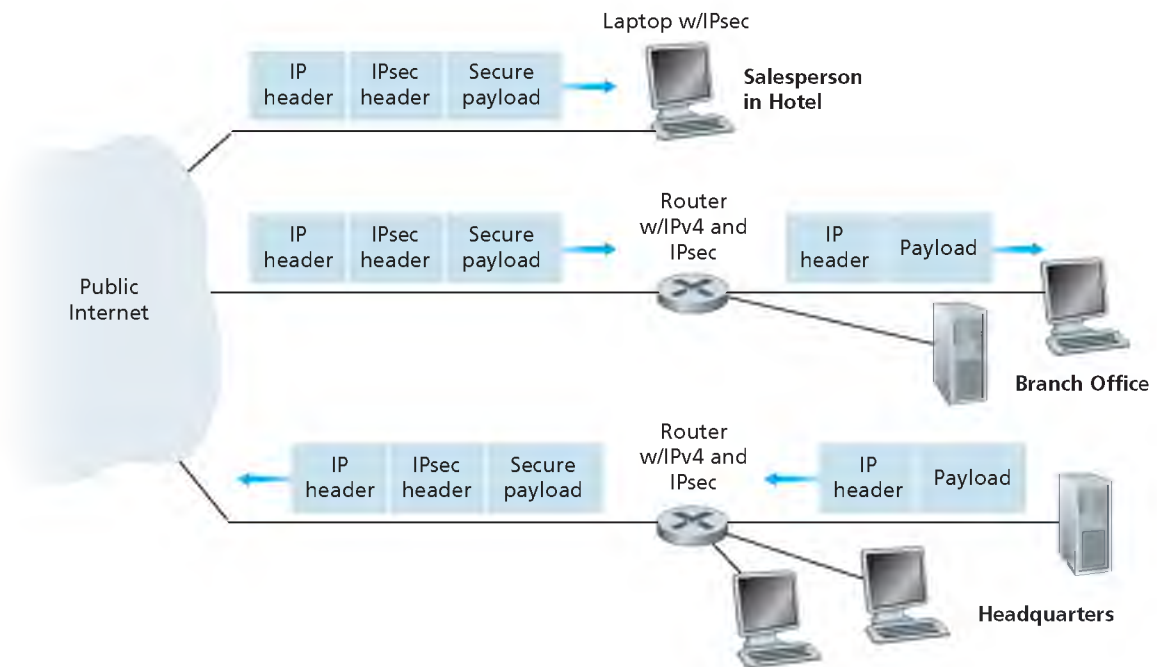 Laptop w/IPsec
IP
header
IPsec
header
Secure
payload
Salesperson
in Hotel
Public
Internet
IP
header
IPsec
header
Secure
payload
Router
w/IPv4 and
IPsec
IP
header
Payload
Branch Office
IP
header
IPsec
header
Secure
payload
Router
w/IPv4 and
IPsec
IP
header
Payload
Headquarters